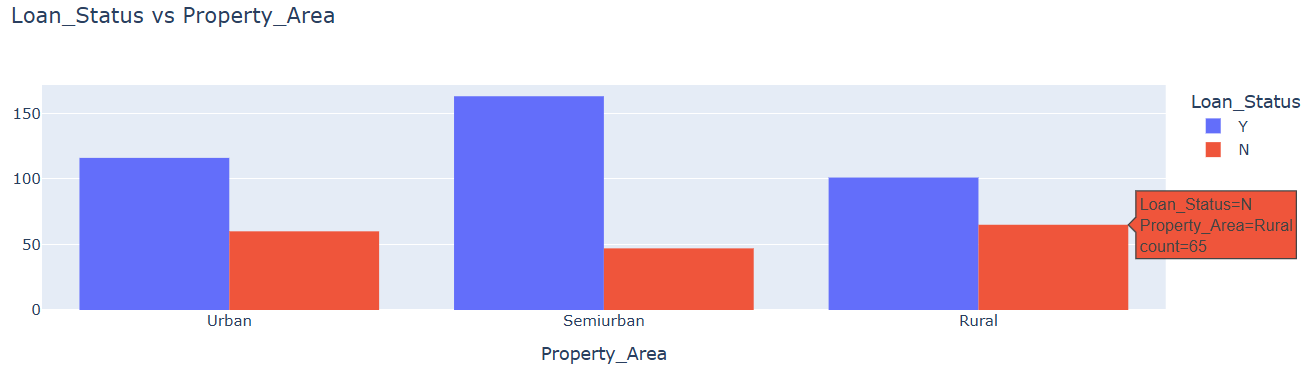 Loan_Status vs Property_Area
150
100
50
0
Urban
Semiurban
Rural
Property_Area
Loan_Status
Y
N
Loan_Status=N
Property_Area=Rural
count=65